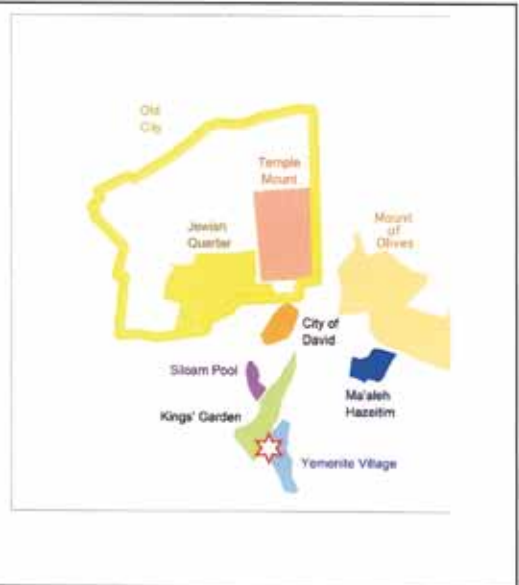 Old
City
Temple
Mount
Mount
of
Olives
Jewish
Quarter
City of
David
Siloam Pool
Ma'aleh
Hazeitim
Kings' Garden
Yemenite Village